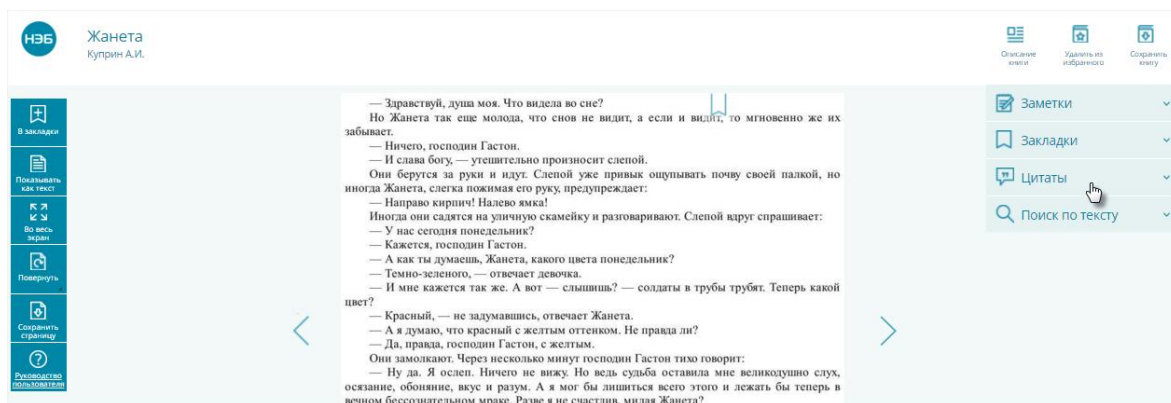 НЭБ
Жанета
Куприн А.И.
Описание
книги
Удалить из
избранного
Сохранить
книгу
В закладки
Показывать
как текст
Во весь
экран
Повернуть
Сохранить
страницу
Руководство
пользователя
— Здравствуй, душа моя. Что видела во сне?
Но Жанета так еще молода, что снов не видит, а если и видит, то мгновенно же их
забывает.
— Ничего, господин Гастон.
— И слава богу, — утешительно произносит слепой.
Они берутся за руки и идут. Слепой уже привык ощупывать почву своей палкой, но
иногда Жанета, слегка пожимая его руку, предупреждает:
— Направо кирпич! Налево ямка!
Иногда они садятся на уличную скамейку и разговаривают. Слепой вдруг спрашивает:
— У нас сегодня понедельник?
— Кажется, господин Гастон.
— А как ты думаешь, Жанета, какого цвета понедельник?
— Темно-зеленого, — отвечает девочка.
— И мне кажется так же. А вот — слышишь? — солдаты в трубы трубят. Теперь какой
цвет?
— Красный, — не задумавшись, отвечает Жанета.
— А я думаю, что красный с желтым оттенком. Не правда ли?
— Да, правда, господин Гастон, с желтым.
Они замолкают. Через несколько минут господин Гастон тихо говорит:
— Ну да. Я ослеп. Ничего не вижу. Но ведь судьба оставила мне великодушно слух,
осязание, обоняние, вкус и разум. А я мог бы лишиться всего этого и лежать бы теперь в
вечном бессознательном мраке. Разве я не счастлив, милая Жанета?
Заметки
Закладки
Цитаты
Поиск по тексту